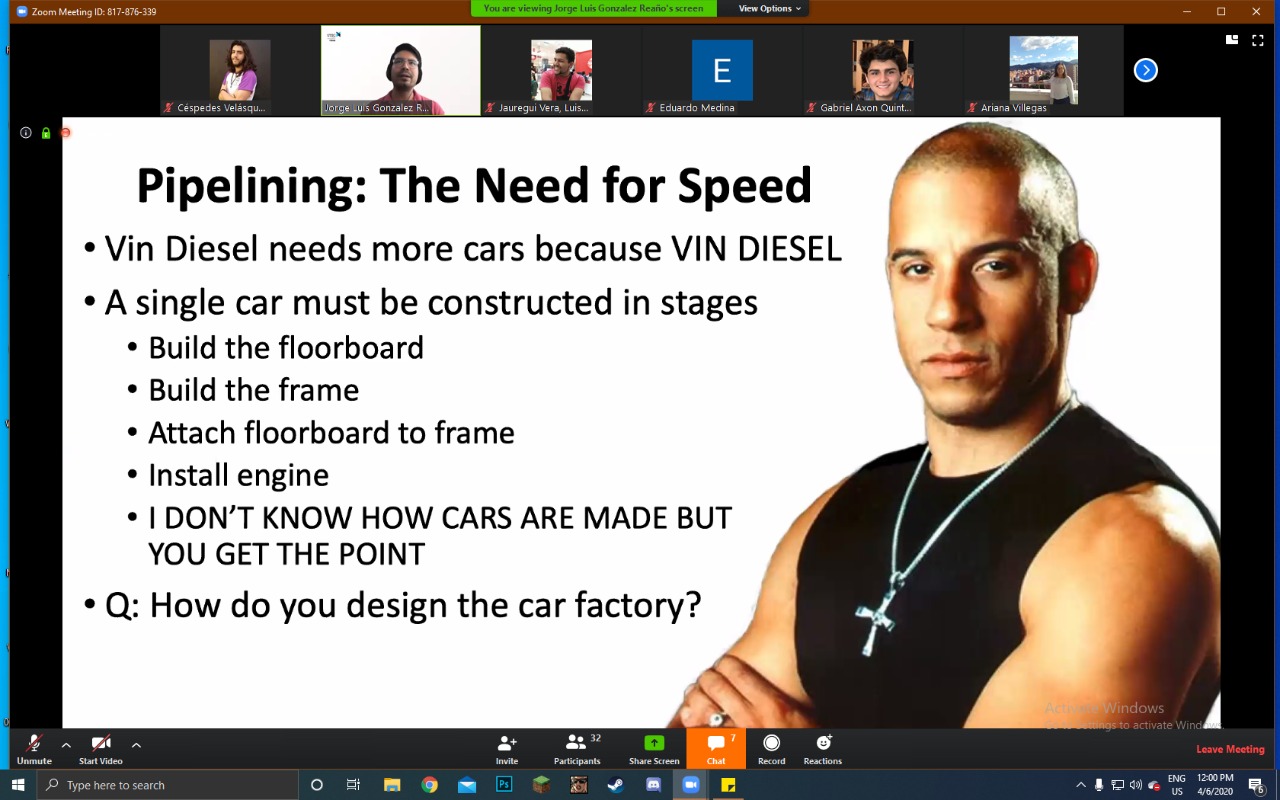 Zoom Meeting ID: 817-876-339
You are viewing Jorge Luis Gonzalez Reaño's screen
View Options
Céspedes Velásqu...
Jorge Luis Gonzalez R...
Jauregui Vera, Luis...
E
Eduardo Medina
Gabriel Axon Quint...
Ariana Villegas
Pipelining: The Need for Speed
• Vin Diesel needs more cars because VIN DIESEL
• A single car must be constructed in stages
• Build the floorboard
• Build the frame
• Attach floorboard to frame
• Install engine
• I DON'T KNOW HOW CARS ARE MADE BUT
YOU GET THE POINT
• Q: How do you design the car factory?
Activate Windows
to activate Windows.
Unmute
Start Video
Invite
Participants
32
Share Screen
Chat
7
Record
Reactions
Leave Meeting
Type here to search
Ps
ENG
US
12:00 PM
4/6/2020
6